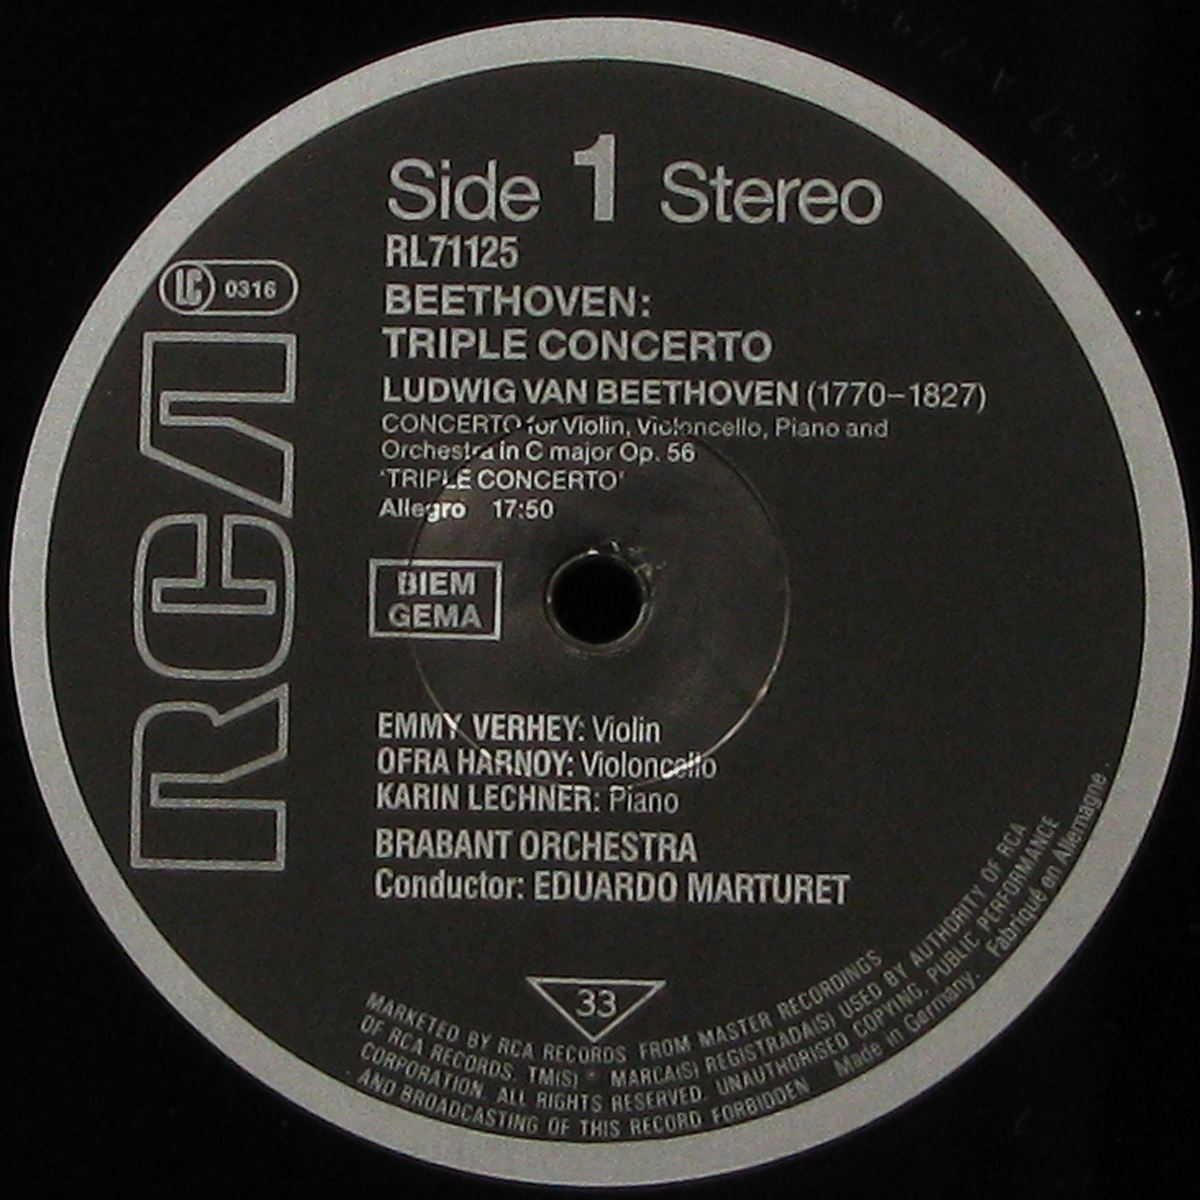 Side 1 Stereo
RL71125
LC 0316
BEETHOVEN:
TRIPLE CONCERTO
LUDWIG VAN BEETHOVEN (1770–1827)
CONCERTO for Violin, Violoncello, Piano and
Orchestra in C major Op. 56
'TRIPLE CONCERTO'
Allegro 17:50
RCA
BIEM
GEMA
EMMY VERHEY: Violin
OFRA HARNOY: Violoncello
KARIN LECHNER: Piano
BRABANT ORCHESTRA
Conductor: EDUARDO MARTURET
33
MARKETED BY RCA RECORDS FROM MASTER RECORDINGS
OF RCA RECORDS. TM(S) * MARCA(S) REGISTRADA(S) USED BY AUTHORITY OF RCA
CORPORATION. ALL RIGHTS RESERVED. UNAUTHORISED COPYING, PUBLIC PERFORMANCE
AND BROADCASTING OF THIS RECORD FORBIDDEN Made in Germany. Fabriqué en Allemagne.